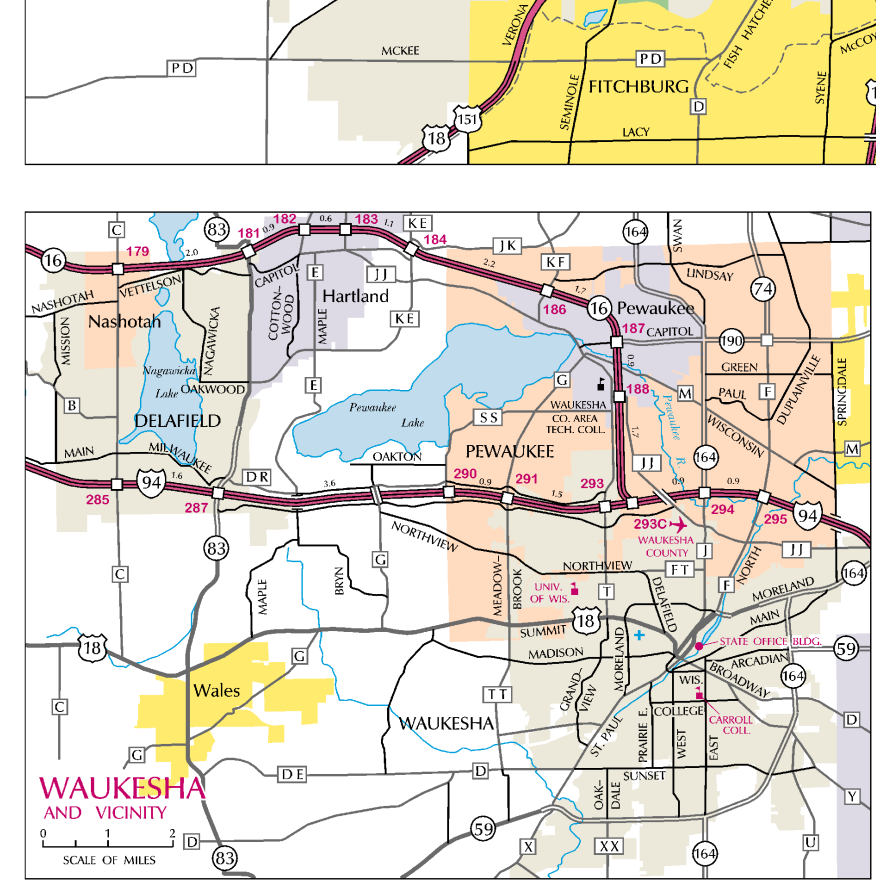 VERONA
FISH HATCHE
MCKEE
P D
P D
McCOY
SEMINOLE
FITCHBURG
SYENE
D
151
18
LACY
C
83
182
0.6
183
KE
164
SWAN
181
0.9
1.1
184
179
2.0
JK
16
CAPITOL
E
JJ
2.2
KF
LINDSAY
VETTELSON
NASHOTAH
COTTON–
WOOD
Hartland
1.7
186
16
Pewaukee
74
Nashotah
MISSION
NAGAWICKA
MAPLE
KE
187
CAPITOL
190
0.9
Nagawicka
Lake
OAKWOOD
E
G
188
M
GREEN
F
DUPLAINVILLE
SPRINGDALE
B
DELAFIELD
Pewaukee
Lake
S S
WAUKESHA
CO. AREA
TECH. COLL.
PAUL
Pewaukee R.
WISCONSIN
1.7
MAIN
MILWAUKEE
PEWAUKEE
OAKTON
M
164
JJ
94
1.6
D R
3.6
290
0.9
291
1.5
293
0.9
0.9
285
287
293C
294
295
94
WAUKESHA
COUNTY
83
NORTHVIEW
J
JJ
C
G
NORTHVIEW
FT
NORTH
164
MAPLE
BRYN
MEADOW–
BROOK
UNIV.
OF WIS.
T
DELAFIELD
F
MORELAND
18
SUMMIT
18
MAIN
MORELAND
STATE OFFICE BLDG.
59
MADISON
G
ARCADIAN
BROADWAY
164
Wales
T T
GRAND–
VIEW
WIS.
C
WAUKESHA
COLLEGE
CARROLL
COLL.
D
ST. PAUL
PRAIRIE E.
WEST
EAST
G
D E
D
SUNSET
WAUKESHA
AND VICINITY
OAK–
DALE
Y
0 1 2
SCALE OF MILES
D
83
59
X
XX
164
U